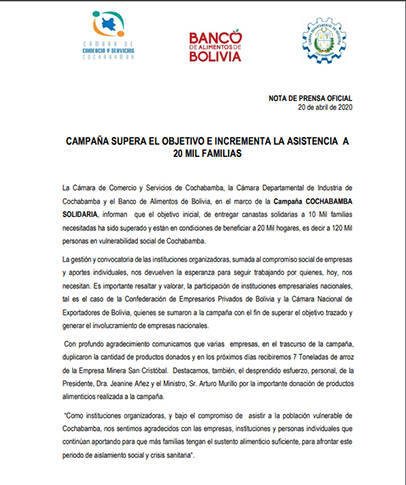 CÁMARA DE
COMERCIO Y SERVICIOS
COCHABAMBA
BANCO
DE ALIMENTOS DE
BOLIVIA
NOTA DE PRENSA OFICIAL
20 de abril de 2020
CAMPAÑA SUPERA EL OBJETIVO E INCREMENTA LA ASISTENCIA A
20 MIL FAMILIAS
La Cámara de Comercio y Servicios de Cochabamba, la Cámara Departamental de Industria de
Cochabamba y el Banco de Alimentos de Bolivia, en el marco de la Campaña COCHABAMBA
SOLIDARIA, informan que el objetivo inicial, de entregar canastas solidarias a 10 Mil familias
necesitadas ha sido superado y están en condiciones de beneficiar a 20 Mil hogares, es decir a 120 Mil
personas en vulnerabilidad social de Cochabamba.
La gestión y convocatoria de las instituciones organizadoras, sumada al compromiso social de empresas
y aportes individuales, nos devuelven la esperanza para seguir trabajando por quienes, hoy, nos
necesitan. Es importante resaltar y valorar, la participación de instituciones empresariales nacionales,
tal es el caso de la Confederación de Empresarios Privados de Bolivia y la Cámara Nacional de
Exportadores de Bolivia, quienes se sumaron a la campaña con el fin de superar el objetivo trazado y
generar el involucramiento de empresas nacionales.
Con profundo agradecimiento comunicamos que varias empresas, en el trascurso de la campaña,
duplicaron la cantidad de productos donados y en los próximos días recibiremos 7 Toneladas de arroz
de la Empresa Minera San Cristóbal. Destacamos, también, el desprendido esfuerzo, personal, de la
Presidenta, Dra. Jeanine Añez y el Ministro, Sr. Arturo Murillo por la importante donación de productos
alimenticios realizada a la campaña.
"Como instituciones organizadoras, y bajo el compromiso de asistir a la población vulnerable de
Cochabamba, nos sentimos agradecidos con las empresas, instituciones y personas individuales que
continúan aportando para que más familias tengan el sustento alimenticio suficiente, para afrontar este
periodo de aislamiento social y crisis sanitaria".